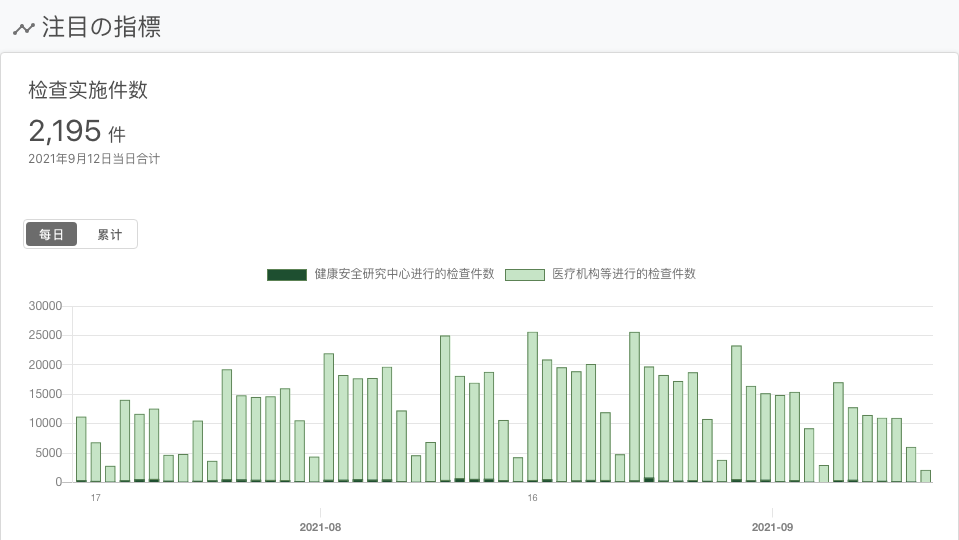 注目の指標
检查实施件数
2,195 件
2021年9月12日当日合计
每日 累计
健康安全研究中心进行的检查件数 医疗机构等进行的检查件数
30000
25000
20000
15000
10000
5000
0
17 16
2021-08 2021-09